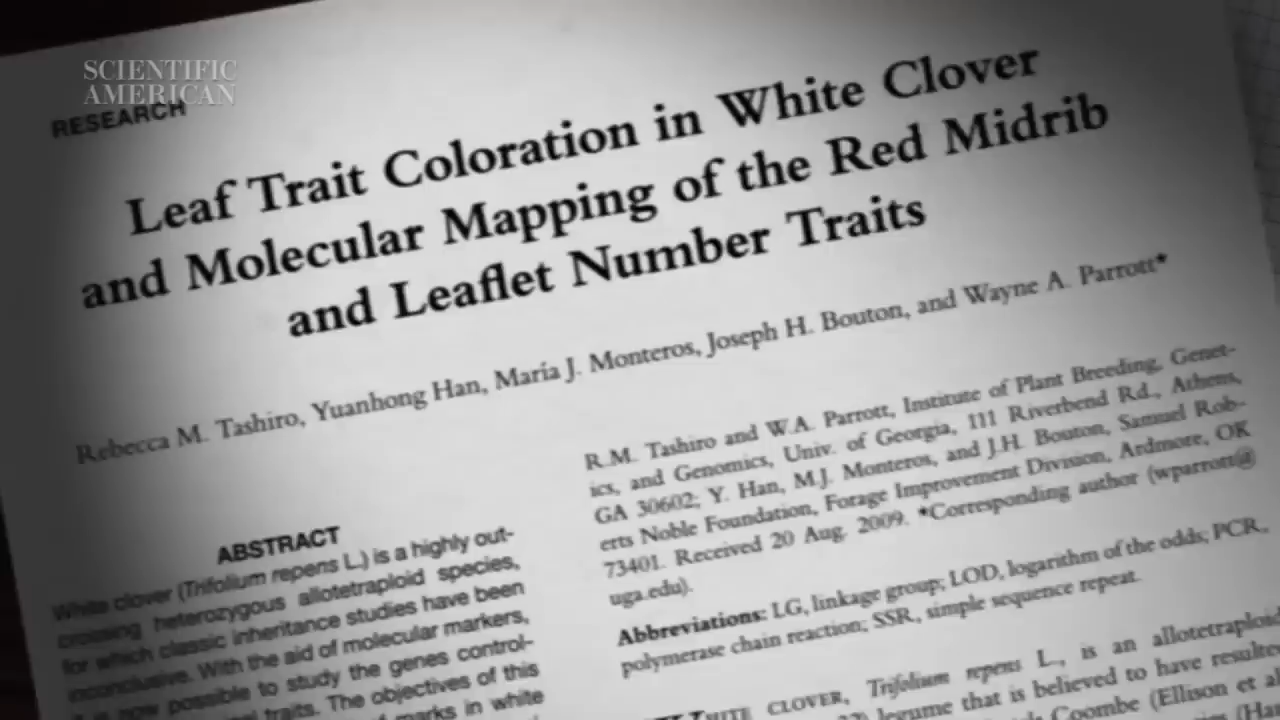 SCIENTIFIC
AMERICAN
RESEARCH
Leaf Trait Coloration in White Clover
and Molecular Mapping of the Red Midrib
and Leaflet Number Traits
Rebecca M. Tashiro, Yuanhong Han, María J. Monteros, Joseph H. Bouton, and Wayne A. Parrott*
ABSTRACT
White clover (Trifolium repens L.) is a highly out-
crossing heterozygous allotetraploid species,
for which classic inheritance studies have been
inconclusive. With the aid of molecular markers,
it is now possible to study the genes control-
traits. The objectives of this
marks in white
R.M. Tashiro and W.A. Parrott, Institute of Plant Breeding, Genet-
ics, and Genomics, Univ. of Georgia, 111 Riverbend Rd., Athens,
GA 30602; Y. Han, M.J. Monteros, and J.H. Bouton, Samuel Rob-
erts Noble Foundation, Forage Improvement Division, Ardmore, OK
73401. Received 20 Aug. 2009. *Corresponding author (wparrott@
uga.edu).
Abbreviations: LG, linkage group; LOD, logarithm of the odds; PCR,
polymerase chain reaction; SSR, simple sequence repeat.
WHITE CLOVER, Trifolium repens L., is an allotetraploid
legume that is believed to have resulted
Coombe (Ellison et al